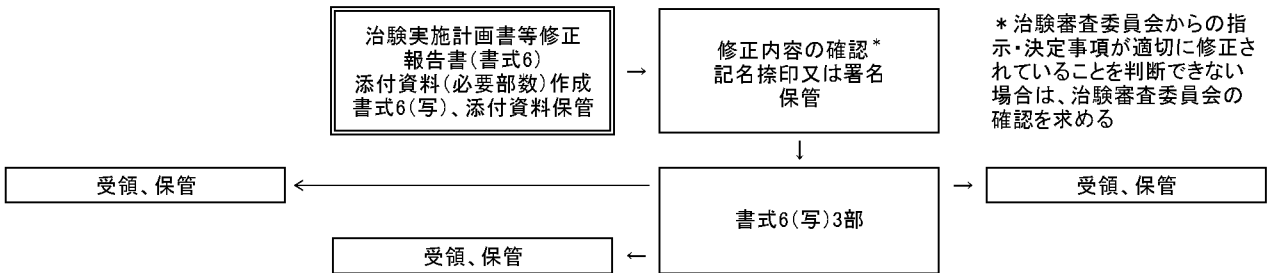 治験実施計画書等修正
報告書(書式6)
添付資料(必要部数)作成
書式6(写)、添付資料保管
→
修正内容の確認*
記名捺印又は署名
保管
*治験審査委員会からの指
示・決定事項が適切に修正さ
れていることを判断できない
場合は、治験審査委員会の
確認を求める
↓
受領、保管
←
書式6(写)3部
→
受領、保管
受領、保管
←